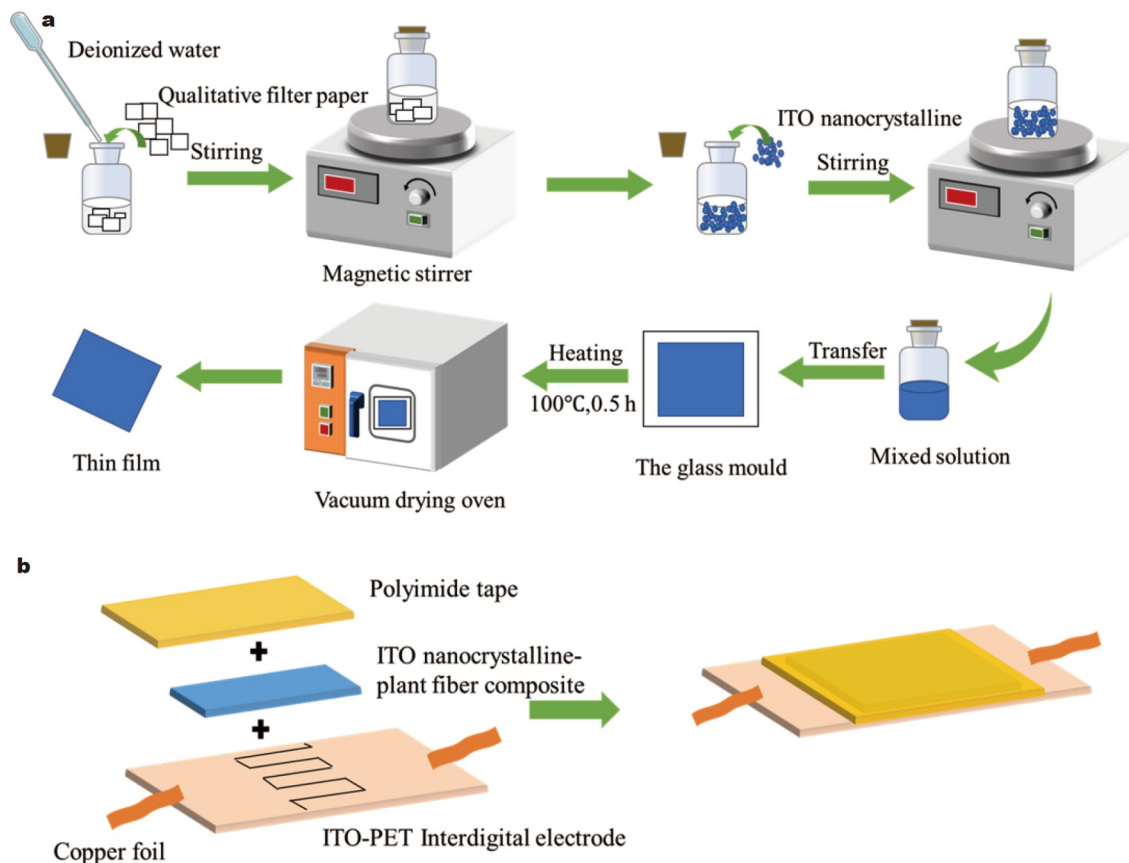 a
Deionized water
Qualitative filter paper
Stirring
Magnetic stirrer
ITO nanocrystalline
Stirring
Thin film
Vacuum drying oven
Heating
100℃,0.5 h
The glass mould
Transfer
Mixed solution
b
Polyimide tape
ITO nanocrystalline-
plant fiber composite
ITO-PET Interdigital electrode
Copper foil